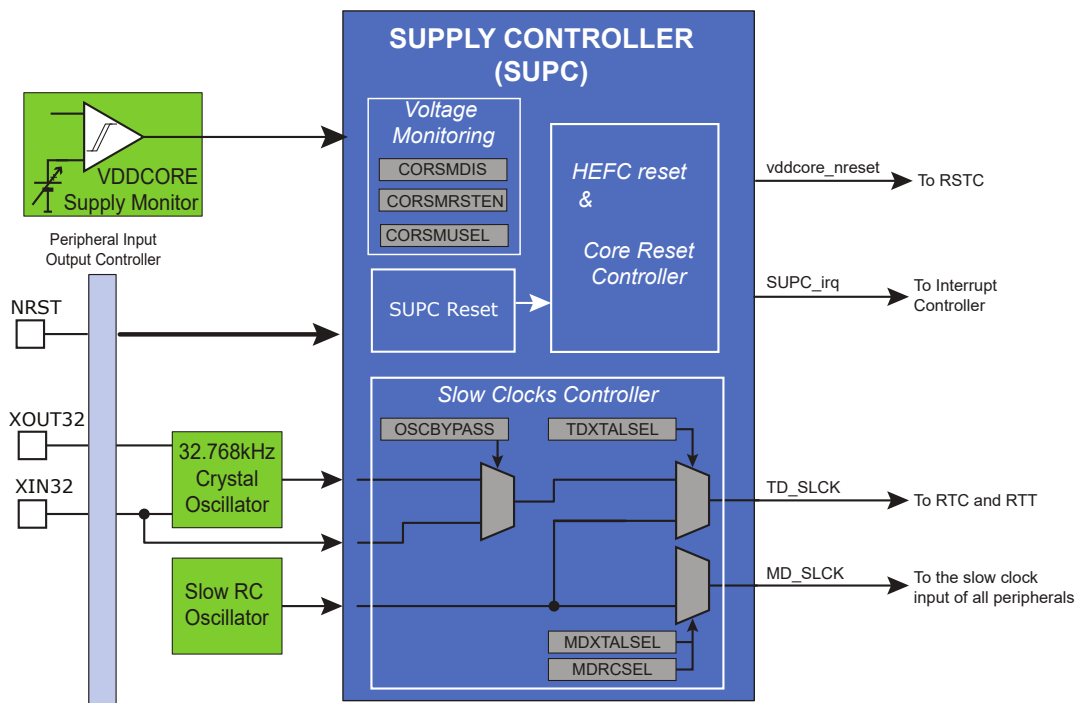 SUPPLY CONTROLLER
(SUPC)
Voltage
Monitoring
CORSMDIS
CORSMRSTEN
CORSMUSEL
HEFC reset
&
Core Reset
Controller
SUPC Reset
VDDCORE
Supply Monitor
Peripheral Input
Output Controller
NRST
XOUT32
XIN32
32.768kHz
Crystal
Oscillator
Slow RC
Oscillator
Slow Clocks Controller
OSCBYPASS
TDXTALSEL
MDXTALSEL
MDRCSEL
vddcore_nreset
To RSTC
SUPC_irq
To Interrupt
Controller
TD_SLCK
To RTC and RTT
MD_SLCK
To the slow clock
input of all peripherals